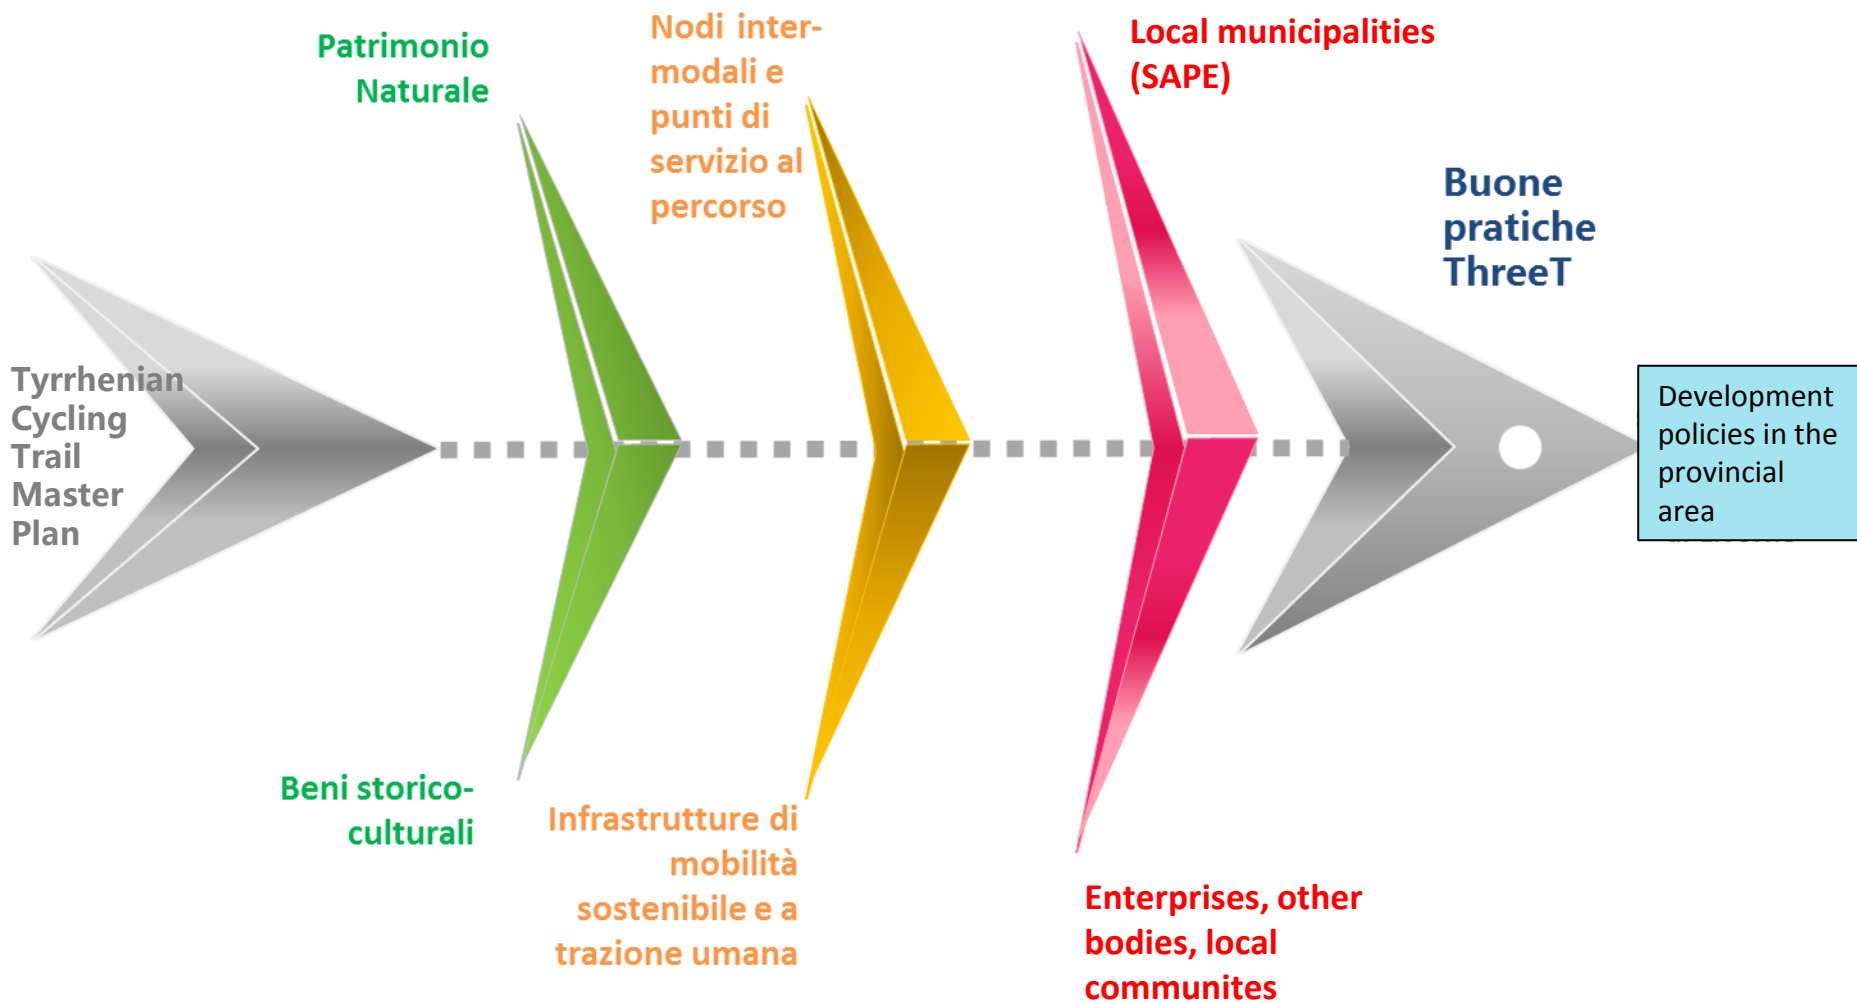 Patrimonio
Naturale
Nodi inter-
modali e
punti di
servizio al
percorso
Local municipalities
(SAPE)
Buone
pratiche
ThreeT
Tyrrhenian
Cycling
Trail
Master
Plan
Development
policies in the
provincial
area
Beni storico-
culturali
Infrastrutture di
mobilità
sostenibile e a
trazione umana
Enterprises, other
bodies, local
communites